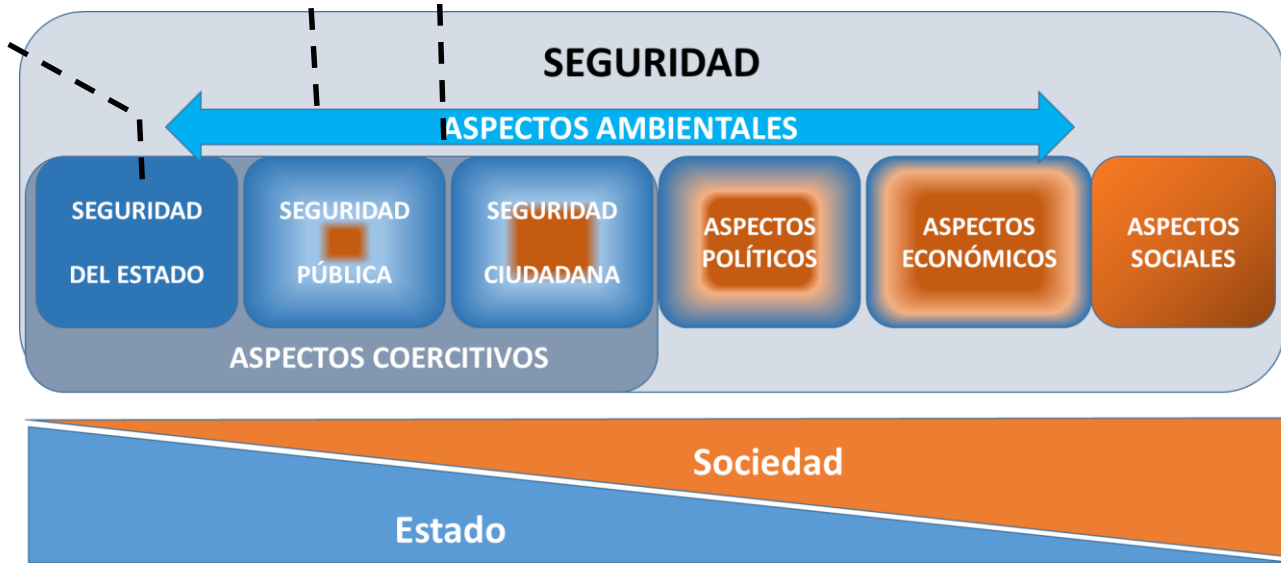 SEGURIDAD
ASPECTOS AMBIENTALES
SEGURIDAD
DEL ESTADO
SEGURIDAD
PÚBLICA
SEGURIDAD
CIUDADANA
ASPECTOS
POLÍTICOS
ASPECTOS
ECONÓMICOS
ASPECTOS
SOCIALES
ASPECTOS COERCITIVOS
Sociedad
Estado